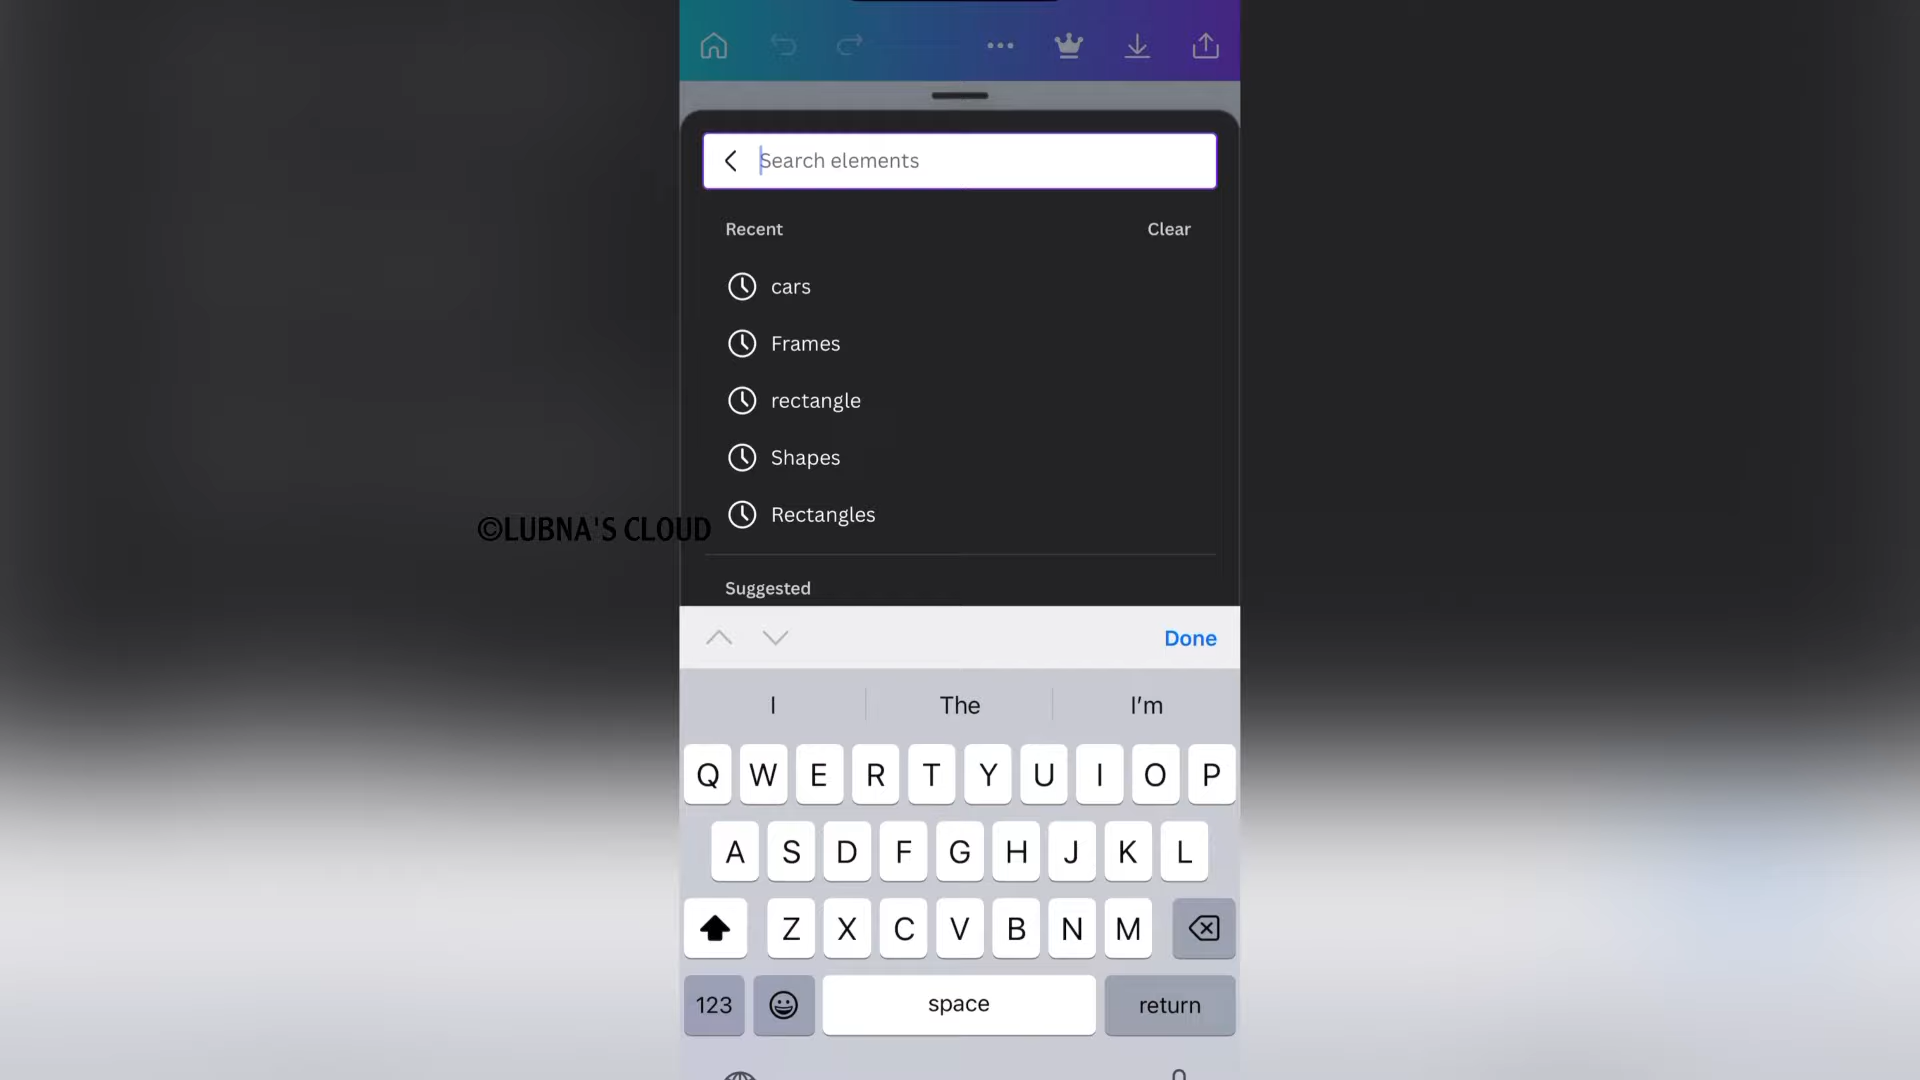 Search elements
Recent Clear
cars
Frames
rectangle
Shapes
Rectangles
©LUBNA'S CLOUD
Suggested
Done
I The I'm
Q W E R T Y U I O P
A S D F G H J K L
Z X C V B N M
123 space return